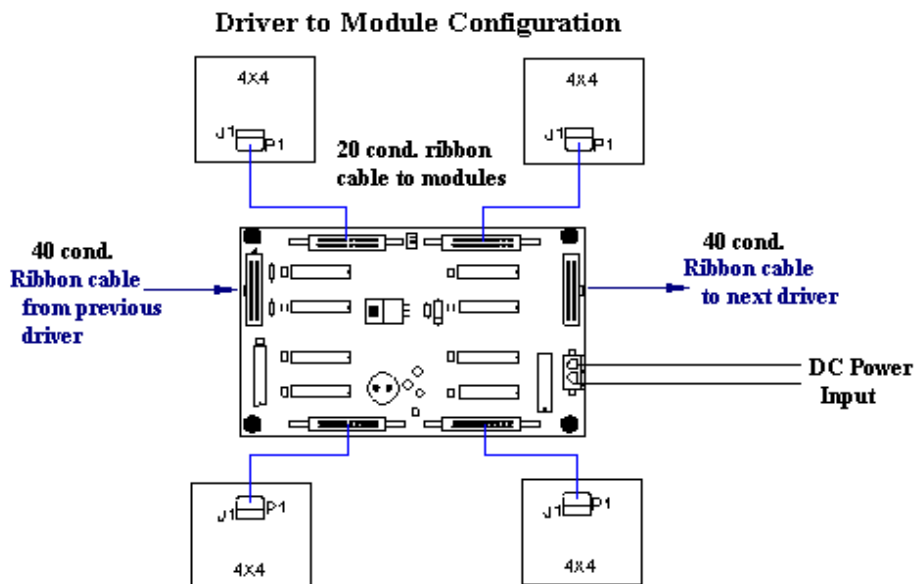 Driver to Module Configuration
4X4
J1
P1
4X4
J1
P1
20 cond. ribbon
cable to modules
40 cond.
Ribbon cable
from previous
driver
40 cond.
Ribbon cable
to next driver
DC Power
Input
J1
P1
4X4
J1
P1
4X4